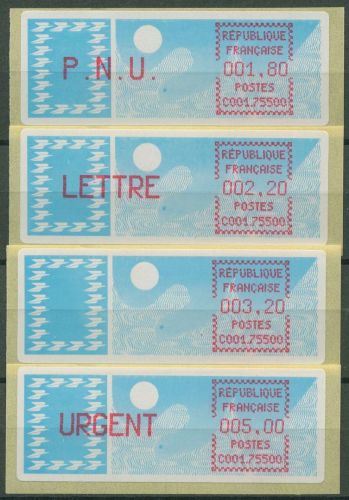 P.N.U.
RÉPUBLIQUE
FRANÇAISE
001,80
POSTES
C001.75500
LETTRE
RÉPUBLIQUE
FRANÇAISE
002,20
POSTES
C001.75500
RÉPUBLIQUE
FRANÇAISE
003,20
POSTES
C001.75500
URGENT
RÉPUBLIQUE
FRANÇAISE
005,00
POSTES
C001.75500